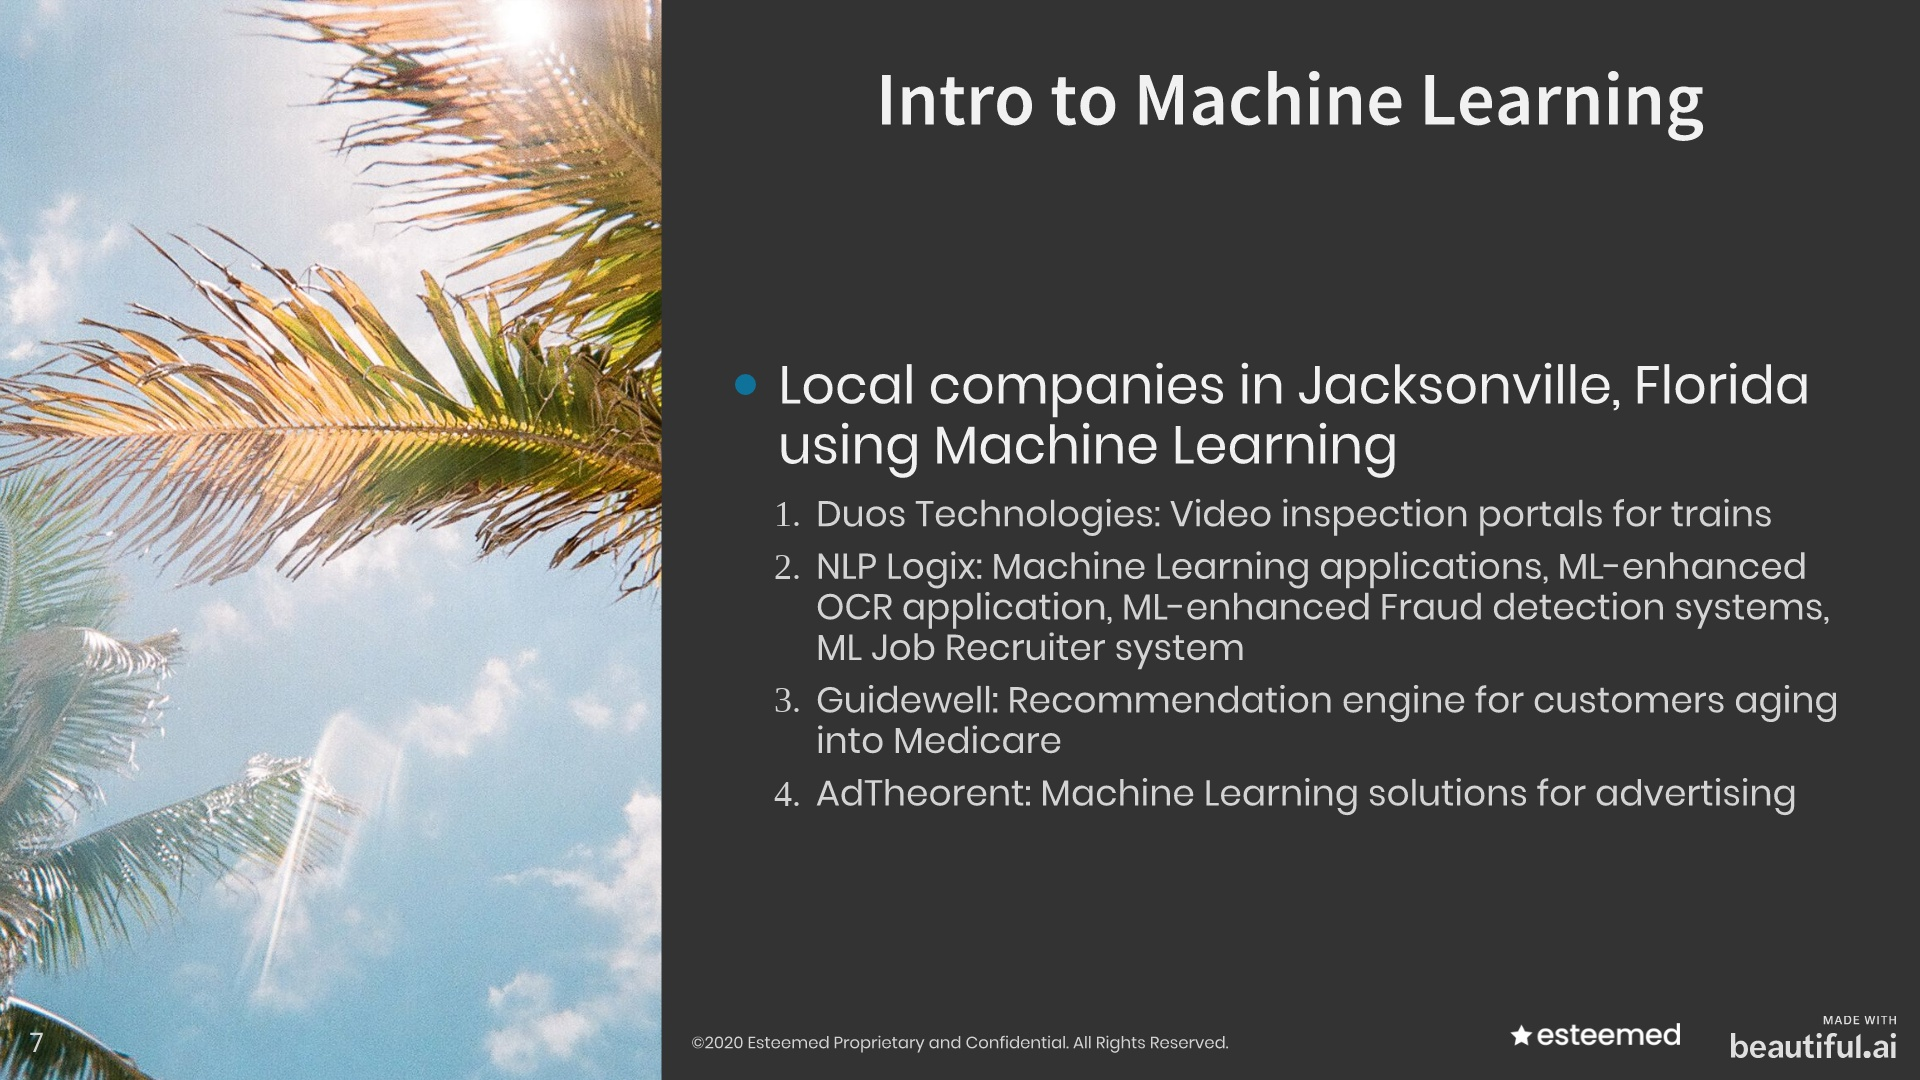 Intro to Machine Learning
Local companies in Jacksonville, Florida
using Machine Learning
1. Duos Technologies: Video inspection portals for trains
2. NLP Logix: Machine Learning applications, ML-enhanced
OCR application, ML-enhanced Fraud detection systems,
ML Job Recruiter system
3. Guidewell: Recommendation engine for customers aging
into Medicare
4. AdTheorent: Machine Learning solutions for advertising
7
©2020 Esteemed Proprietary and Confidential. All Rights Reserved.
esteemed
MADE WITH
beautiful.ai